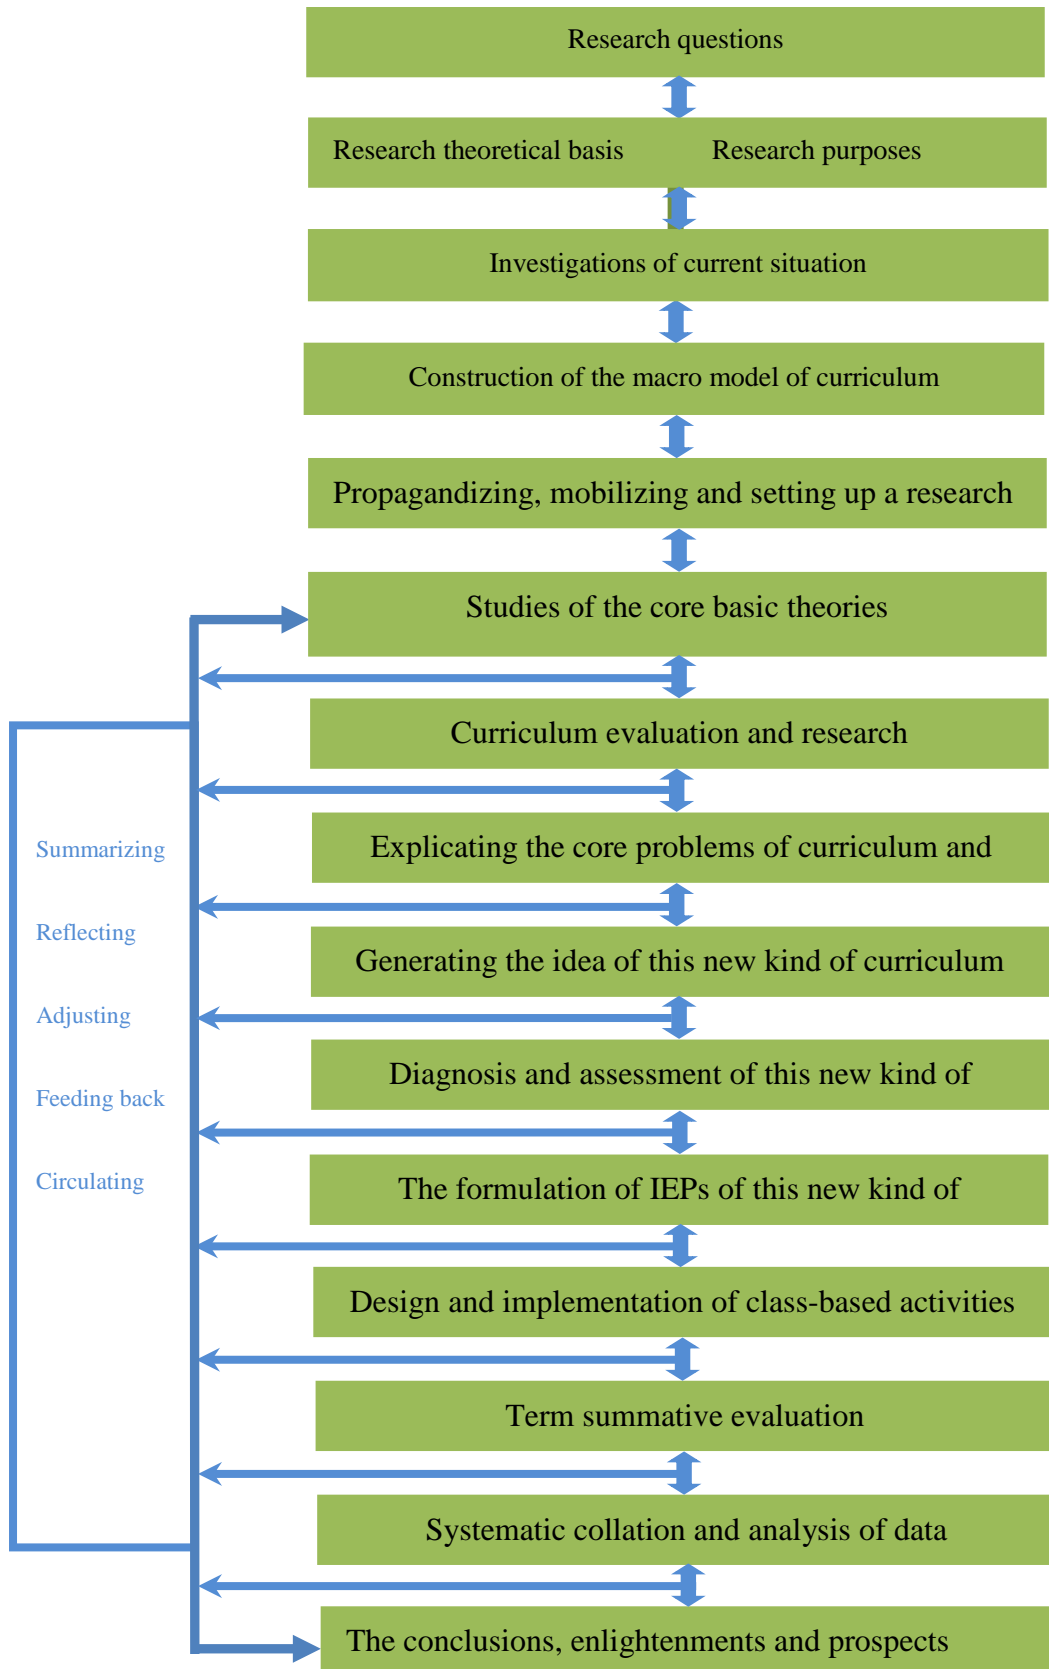 Research questions
Research theoretical basis Research purposes
Investigations of current situation
Construction of the macro model of curriculum
Propagandizing, mobilizing and setting up a research
Studies of the core basic theories
Curriculum evaluation and research
Explicating the core problems of curriculum and
Generating the idea of this new kind of curriculum
Diagnosis and assessment of this new kind of
The formulation of IEPs of this new kind of
Design and implementation of class-based activities
Term summative evaluation
Systematic collation and analysis of data
The conclusions, enlightenments and prospects
Summarizing
Reflecting
Adjusting
Feeding back
Circulating